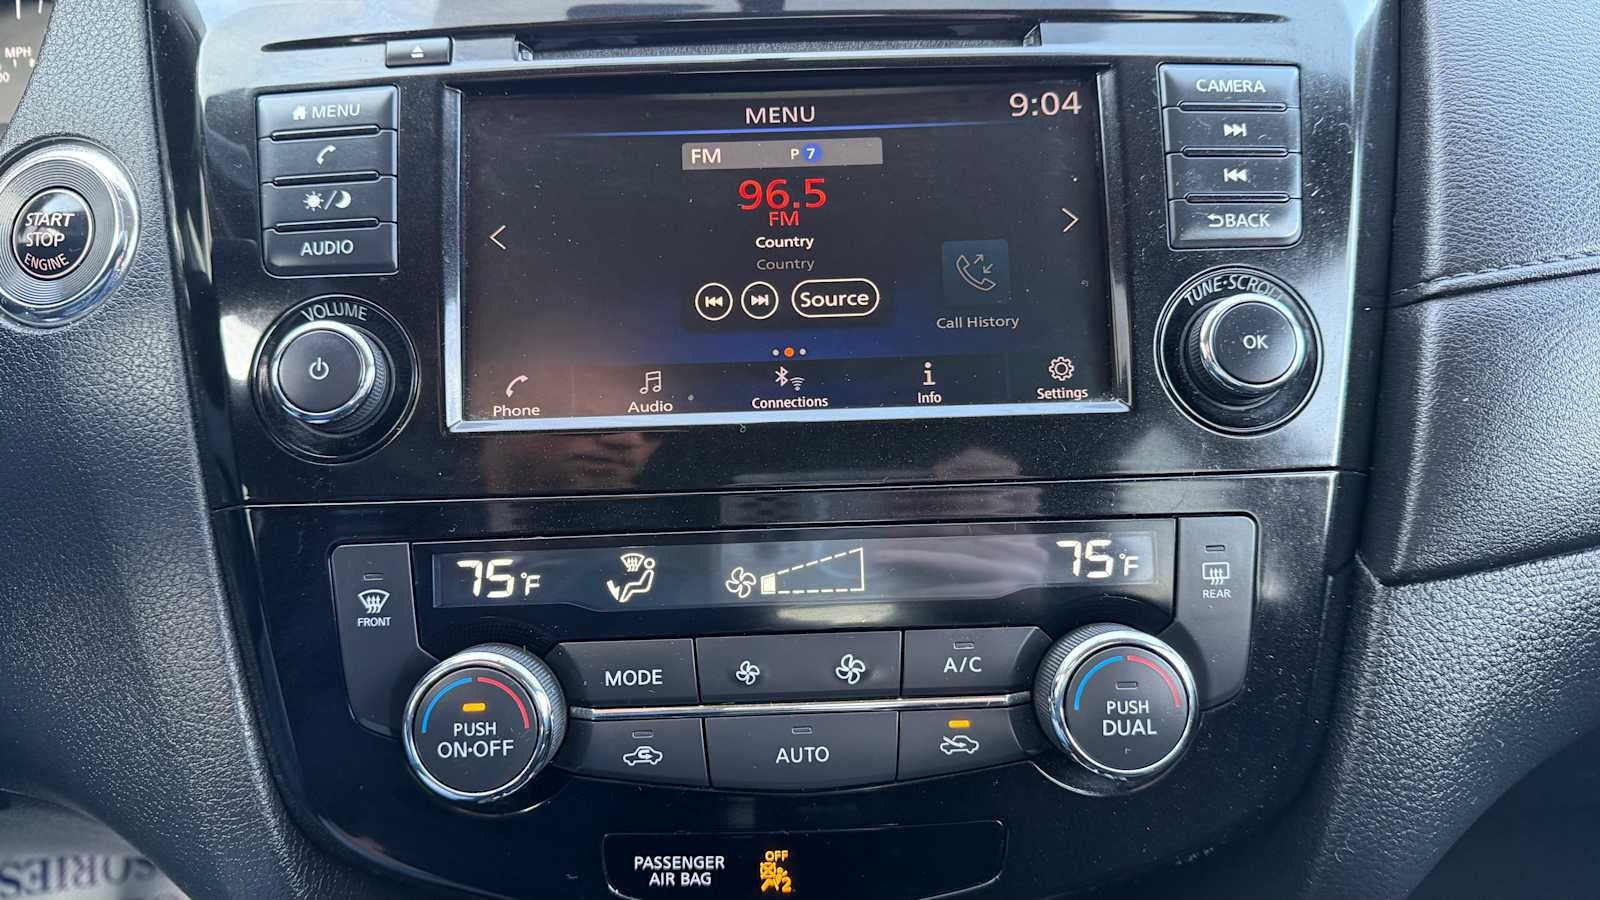 MPH
START
STOP
ENGINE
MENU
AUDIO
VOLUME
MENU
9:04
FM P 7
96.5
FM
Country
Country
Source
Call History
Phone
Audio
Connections
Info
Settings
CAMERA
BACK
TUNE·SCROLL
OK
75°F
75°F
FRONT
REAR
MODE
A/C
PUSH
ON·OFF
AUTO
PUSH
DUAL
PASSENGER
AIR BAG
OFF
2